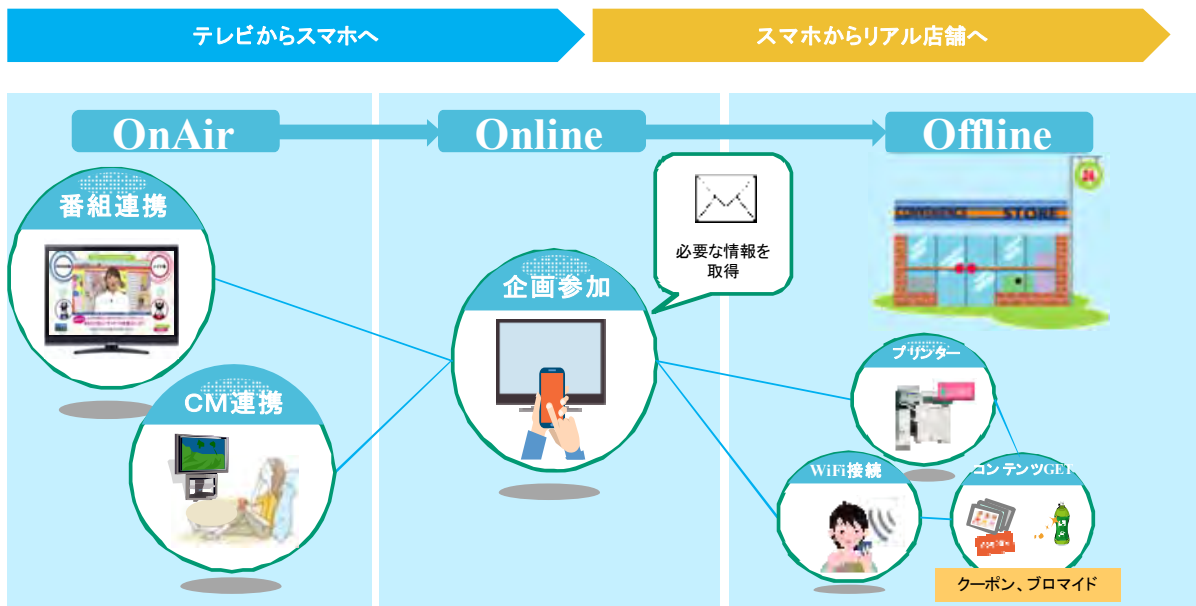 テレビからスマホへ
スマホからリアル店舗へ
OnAir
Online
Offline
番組連携
CM連携
企画参加
必要な情報を
取得
STORE
24
プリンター
WiFi接続
コンテンツGET
クーポン、ブロマイド